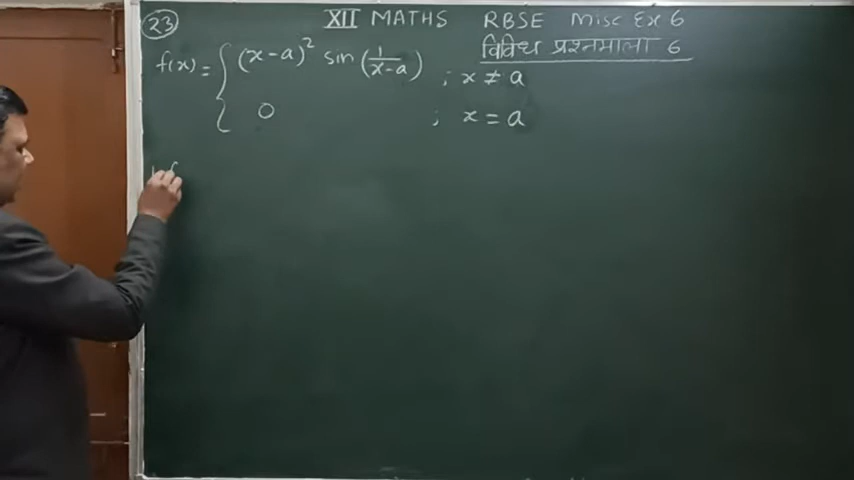 XII MATHS RBSE Misc Ex 6
विविध प्रश्नमाला 6
23
f(x) = { (x-a)² sin(1/(x-a)) ; x ≠ a
0 ; x = a